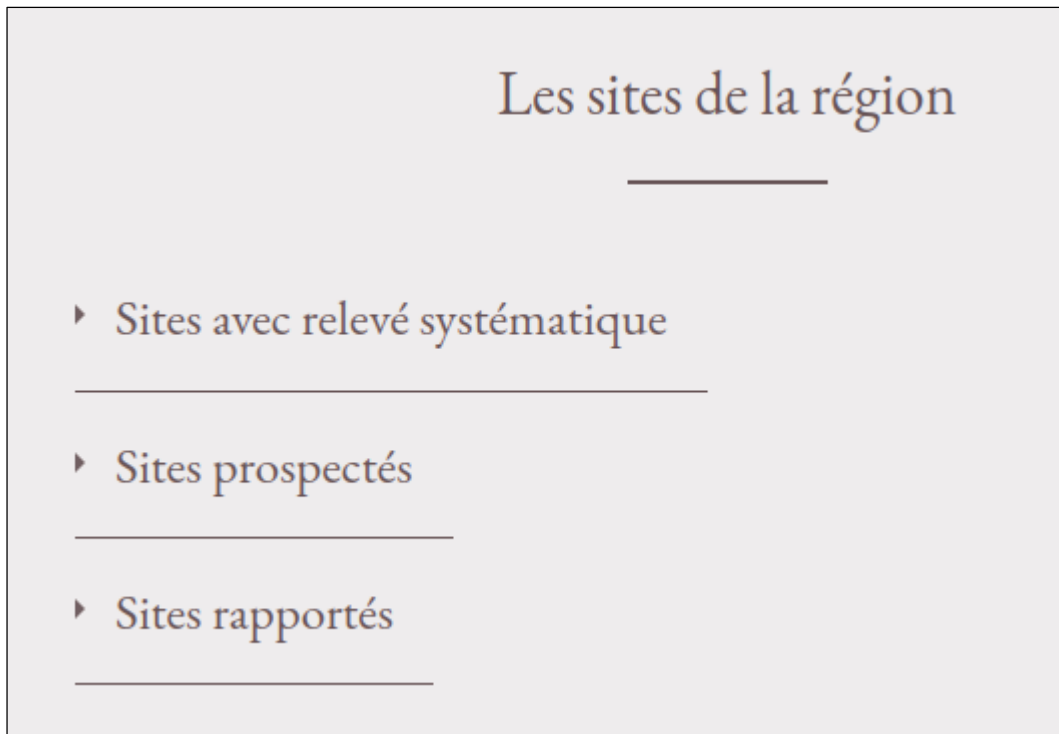 Les sites de la région
Sites avec relevé systématique
Sites prospectés
Sites rapportés